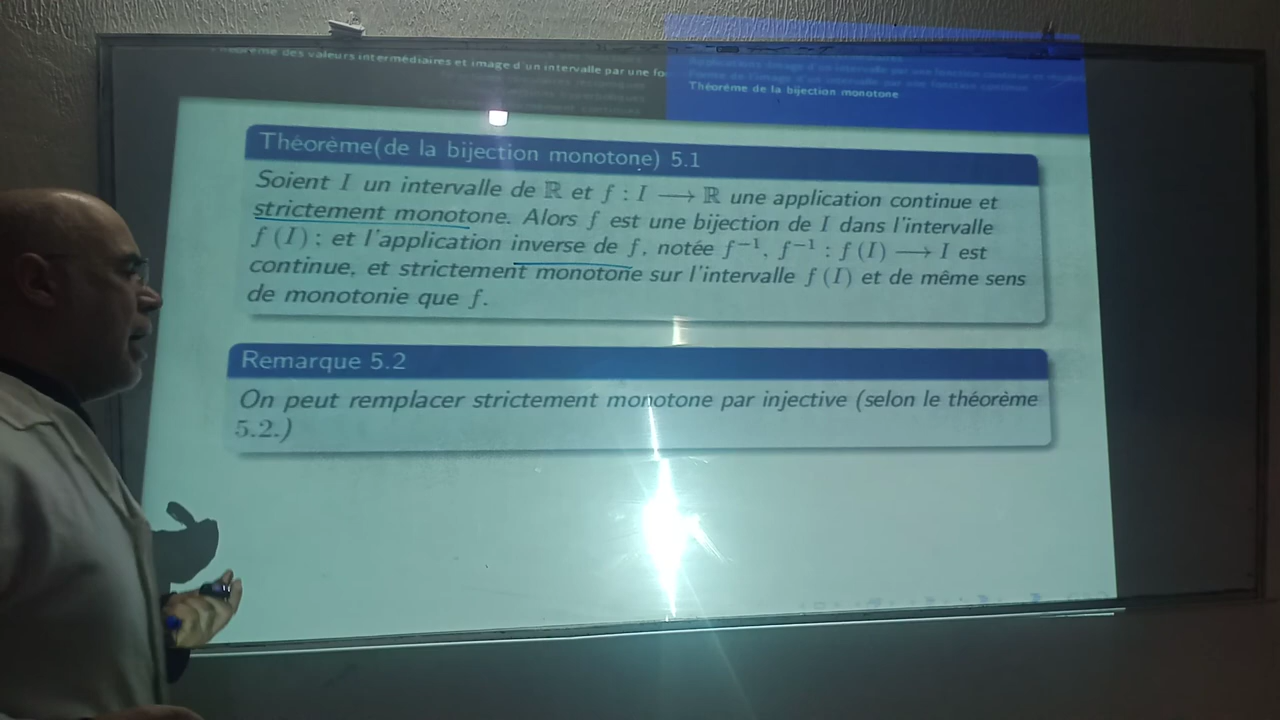 des valeurs intermédiaires et image d'un intervalle par une fo
Théorème de la bijection monotone
Théorème(de la bijection monotone) 5.1
Soient I un intervalle de ℝ et f : I ⟶ ℝ une application continue et
strictement monotone. Alors f est une bijection de I dans l'intervalle
f (I) ; et l'application inverse de f, notée f⁻¹, f⁻¹ : f (I) ⟶ I est
continue, et strictement monotone sur l'intervalle f (I) et de même sens
de monotonie que f.
Remarque 5.2
On peut remplacer strictement monotone par injective (selon le théorème
5.2.)